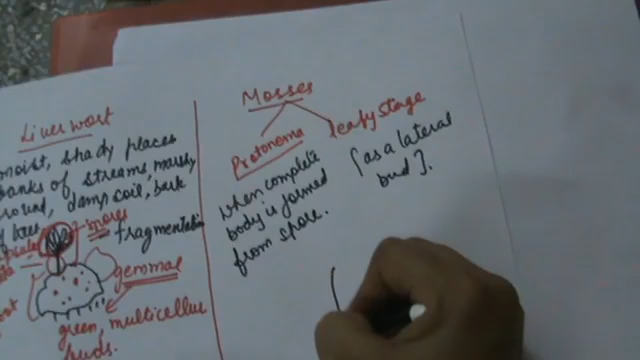 Liverwort
moist, shady places
banks of streams, marshy
ground, damp soil, bark
of trees
fragmentation
gemmae
green, multicellular
buds.
Mosses
Protonema
leafy stage
when complete
body is formed
from spore.
[as a lateral
bud].